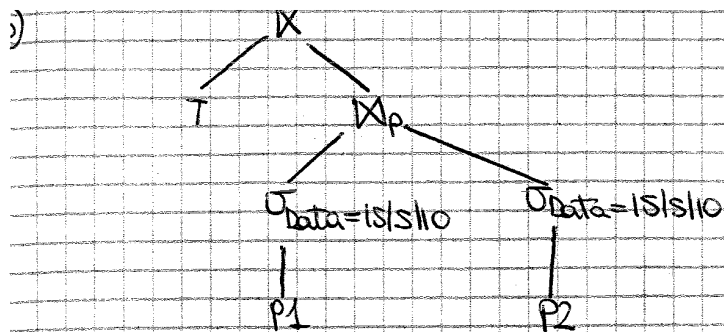 b)
⋈
T ⋈p
σData=15/5/10 σData=15/5/10
P1 P2